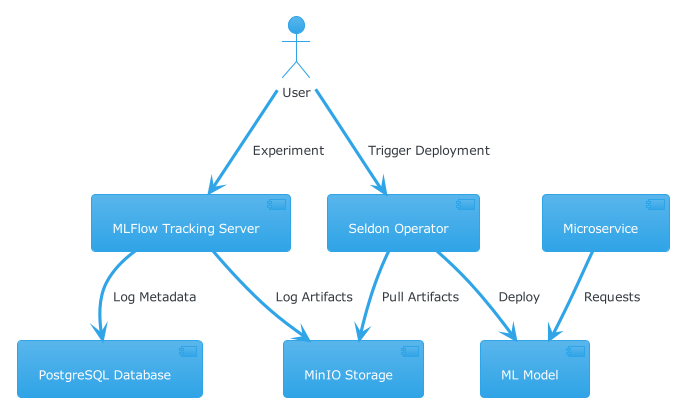 User
Experiment
Trigger Deployment
MLFlow Tracking Server
Seldon Operator
Microservice
Log Metadata
Log Artifacts
Pull Artifacts
Deploy
Requests
PostgreSQL Database
MinIO Storage
ML Model